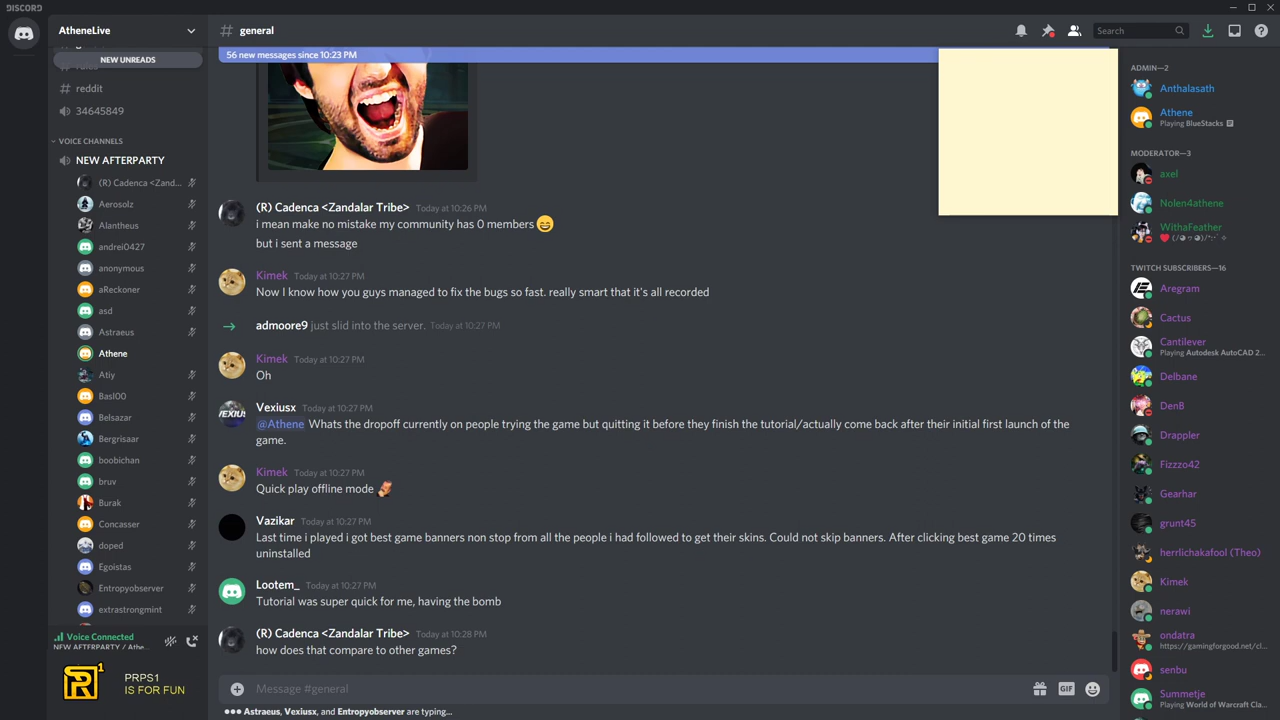 DISCORD
AtheneLive
general
Search
56 new messages since 10:23 PM
NEW UNREADS
reddit
34645849
VOICE CHANNELS
NEW AFTERPARTY
(R) Cadenca <Zand...
Aerosolz
Alantheus
andrei0427
anonymous
aReckoner
asd
Astraeus
Athene
Atiy
Basl00
Belsazar
Bergrisaar
boobichan
bruv
Burak
Concasser
doped
Egoistas
Entropyobserver
extrastrongmint
Voice Connected
NEW AFTERPARTY / Athe...
PRPS1
IS FOR FUN
(R) Cadenca <Zandalar Tribe> Today at 10:26 PM
i mean make no mistake my community has 0 members 😄
but i sent a message
Kimek Today at 10:27 PM
Now I know how you guys managed to fix the bugs so fast. really smart that it's all recorded
admoore9 just slid into the server. Today at 10:27 PM
Kimek Today at 10:27 PM
Oh
VEXIUS
Vexiusx Today at 10:27 PM
@Athene Whats the dropoff currently on people trying the game but quitting it before they finish the tutorial/actually come back after their initial first launch of the
game.
Kimek Today at 10:27 PM
Quick play offline mode
Vazikar Today at 10:27 PM
Last time i played i got best game banners non stop from all the people i had followed to get their skins. Could not skip banners. After clicking best game 20 times
uninstalled
Lootem_ Today at 10:27 PM
Tutorial was super quick for me, having the bomb
(R) Cadenca <Zandalar Tribe> Today at 10:28 PM
how does that compare to other games?
Message #general
GIF
Astraeus, Vexiusx, and Entropyobserver are typing...
ADMIN—2
Anthalasath
Athene
Playing BlueStacks
MODERATOR—3
axel
Nolen4athene
WithaFeather
TWITCH SUBSCRIBERS—16
Aregram
Cactus
Cantilever
Playing Autodesk AutoCAD 2...
Delbane
DenB
Drappler
Fizzzo42
Gearhar
grunt45
herrlichakafool (Theo)
Kimek
nerawi
ondatra
https://gamingforgood.net/cl...
senbu
Summetje
Playing World of Warcraft Cla...